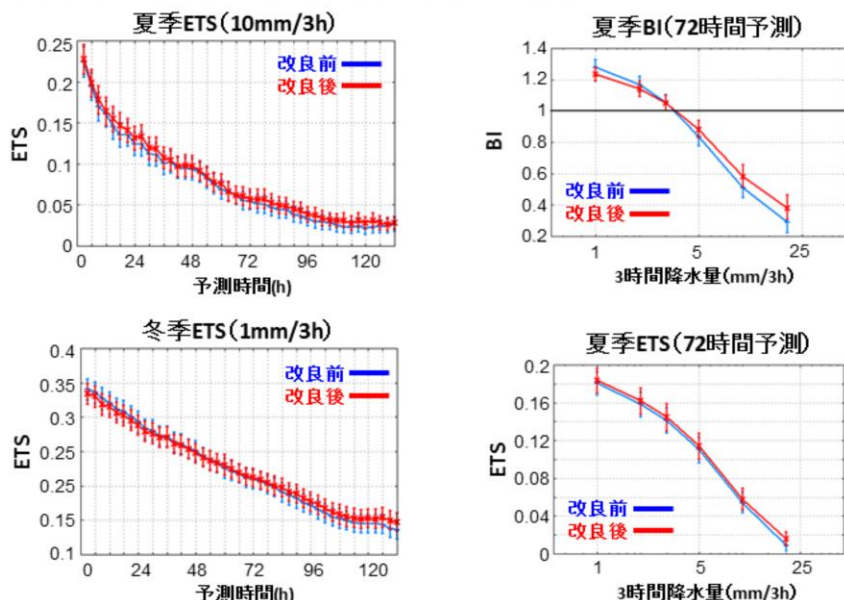 夏季ETS(10mm/3h)
0.25
0.2
0.15
0.1
0.05
0
ETS
改良前
改良後
0
24
48
72
96
120
予測時間(h)
夏季BI(72時間予測)
1.4
1.2
1
0.8
0.6
0.4
0.2
BI
改良前
改良後
1
5
25
3時間降水量(mm/3h)
冬季ETS(1mm/3h)
0.4
0.35
0.35
0.25
0.25
0.15
0.1
ETS
改良前
改良後
0
24
48
72
96
120
予測時間(h)
夏季ETS(72時間予測)
0.2
0.16
0.12
0.08
0.04
0
ETS
改良前
改良後
1
5
25
3時間降水量(mm/3h)